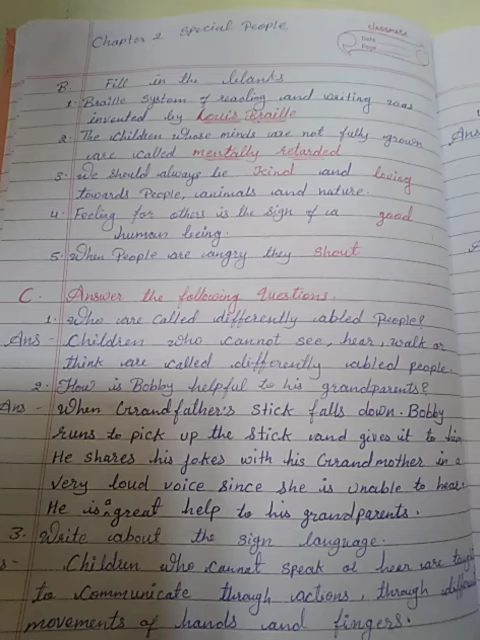 classmate
Date
Page
Chapter 2 Special People
B. Fill in the blanks
1. Braille system of reading and writing was
invented by Louis Braille
2. The children whose minds are not fully grown
are called mentally retarded
3. We should always be kind and loving
towards People, animals and nature.
4. Feeling for others is the sign of a good
human being.
5. When People are angry they shout
C. Answer the following questions.
1. Who are called differently abled People?
Ans - Children who cannot see, hear, walk or
think are called differently abled people.
2. How is Bobby helpful to his grandparents?
Ans - When Grandfather's stick falls down. Bobby
runs to pick up the stick and gives it to him
He shares his jokes with his Grandmother in a
very loud voice since she is unable to hear.
He is a great help to his grandparents.
3. Write about the sign language.
s - Children who cannot speak or hear are
to communicate through actions, through
movements of hands and fingers.
Ans